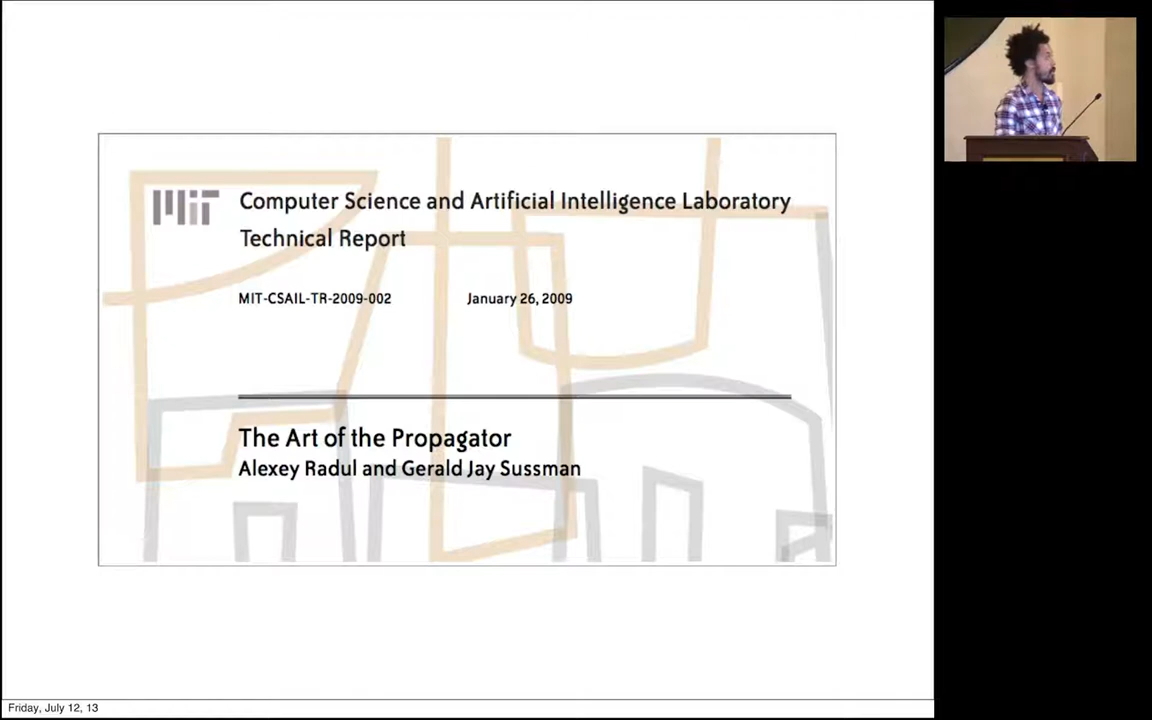 MIT
Computer Science and Artificial Intelligence Laboratory
Technical Report
MIT-CSAIL-TR-2009-002 January 26, 2009
The Art of the Propagator
Alexey Radul and Gerald Jay Sussman
Friday, July 12, 13